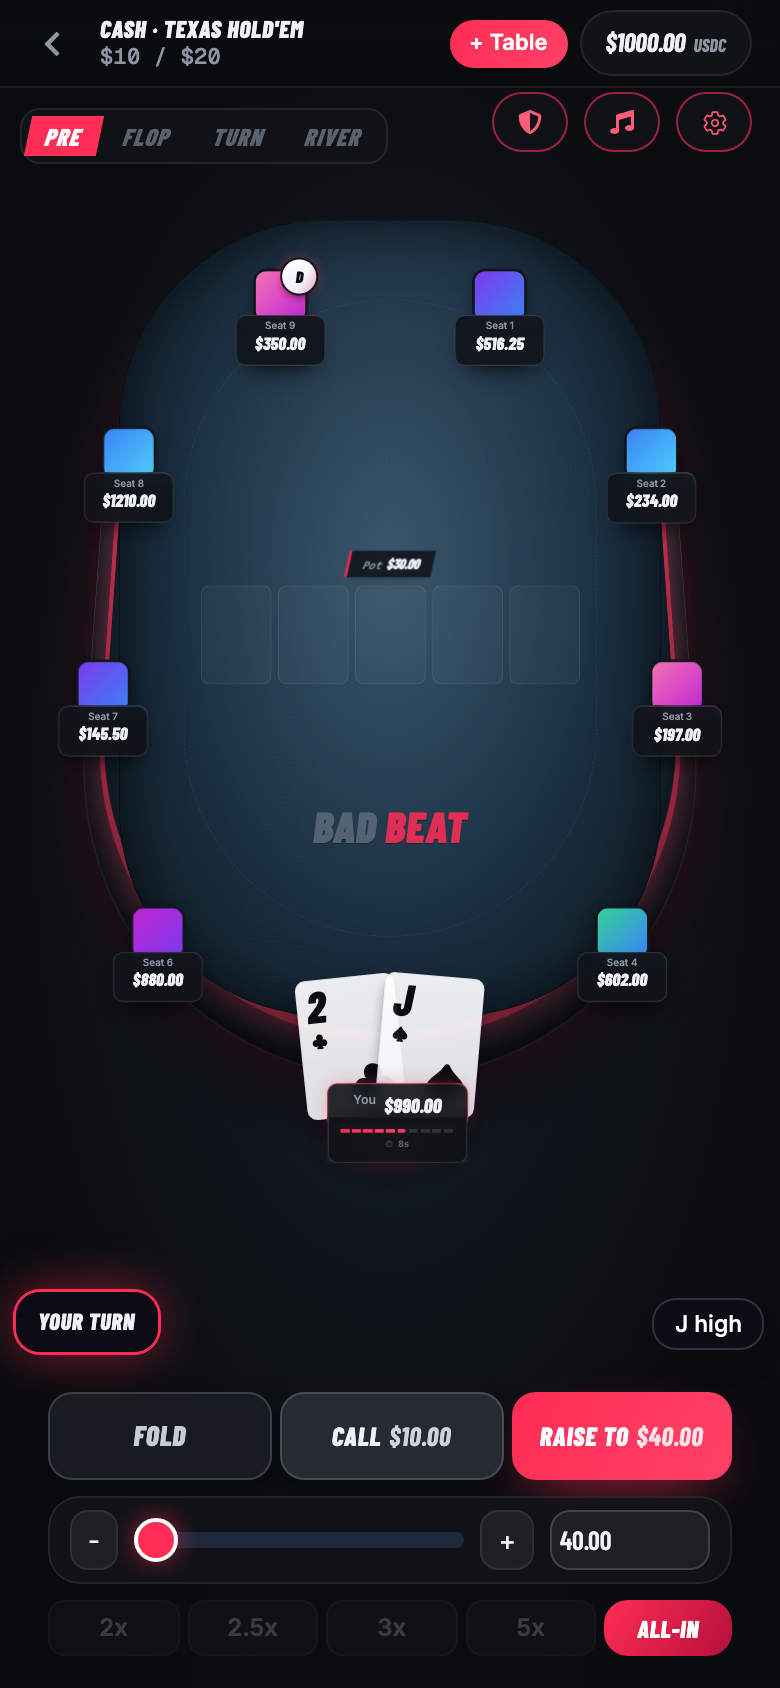 CASH · TEXAS HOLD'EM
$10 / $20
+ Table
$1000.00 USDC
PRE FLOP TURN RIVER
D
Seat 9
$350.00
Seat 1
$516.25
Seat 8
$1210.00
Seat 2
$234.00
Pot $30.00
Seat 7
$145.50
Seat 3
$197.00
BAD BEAT
Seat 6
$880.00
Seat 4
$602.00
2
J
You $990.00
8s
YOUR TURN
J high
FOLD
CALL $10.00
RAISE TO $40.00
-
+
40.00
2x
2.5x
3x
5x
ALL-IN